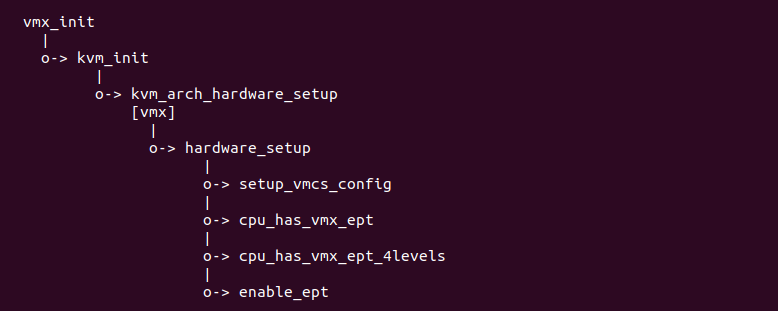 vmx_init
|
o-> kvm_init
|
o-> kvm_arch_hardware_setup
[vmx]
|
o-> hardware_setup
|
o-> setup_vmcs_config
|
o-> cpu_has_vmx_ept
|
o-> cpu_has_vmx_ept_4levels
|
o-> enable_ept